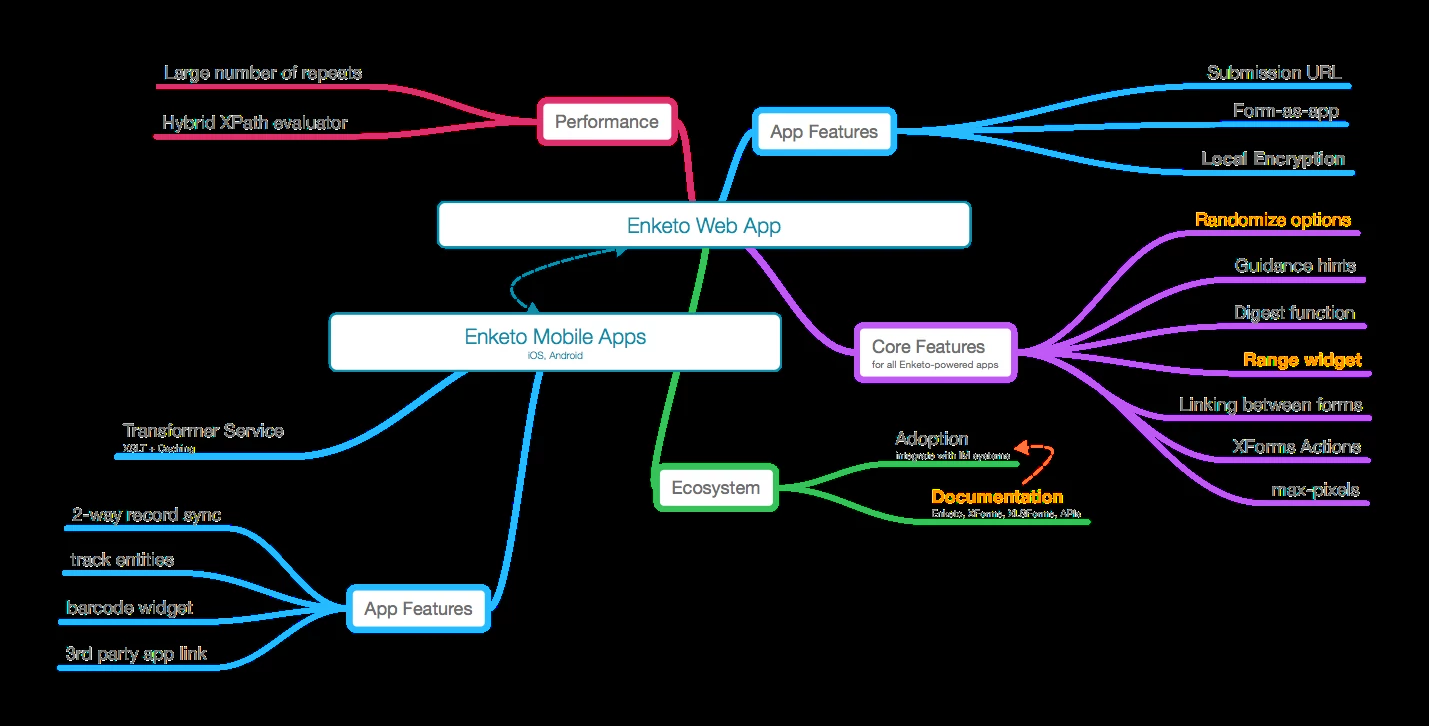 Large number of repeats
Hybrid XPath evaluator
Performance
App Features
Submission URL
Form-as-app
Local Encryption
Enketo Web App
Randomize options
Guidance hints
Digest function
Range widget
Linking between forms
XForms Actions
max-pixels
Core Features
for all Enketo-powered apps
Enketo Mobile Apps
iOS, Android
Transformer Service
XSLT + Caching
Ecosystem
Adoption
integrate with IM systems
Documentation
Enketo, XForms, XLSForms, APIs
2-way record sync
track entities
barcode widget
3rd party app link
App Features